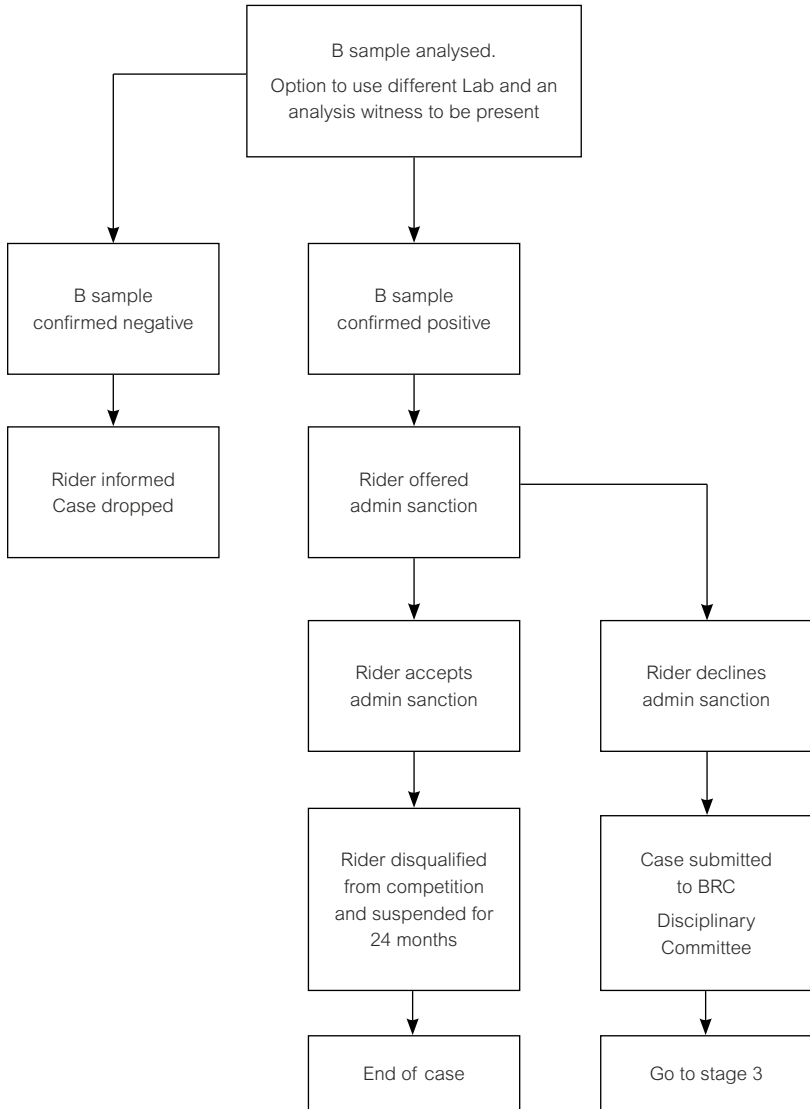 B sample analysed.
Option to use different Lab and an
analysis witness to be present
B sample
confirmed negative
B sample
confirmed positive
Rider informed
Case dropped
Rider offered
admin sanction
Rider accepts
admin sanction
Rider declines
admin sanction
Rider disqualified
from competition
and suspended for
24 months
Case submitted
to BRC
Disciplinary
Committee
End of case
Go to stage 3